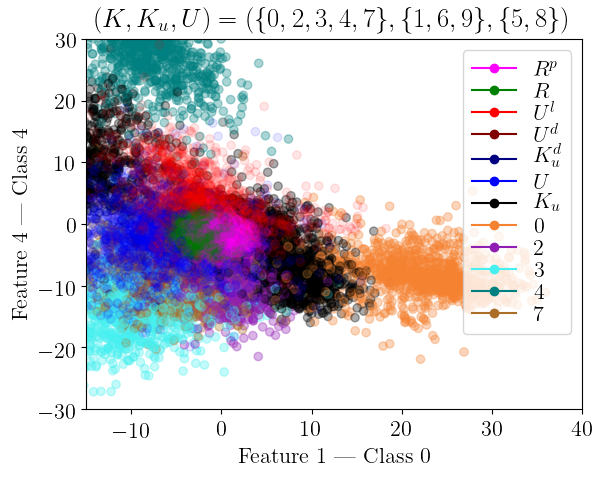 (K, K_u, U) = ({0, 2, 3, 4, 7}, {1, 6, 9}, {5, 8})
30
20
10
0
−10
−20
−30
Feature 4 — Class 4
−10
0
10
20
30
40
Feature 1 — Class 0
R^p
R
U^l
U^d
K_u^d
U
K_u
0
2
3
4
7